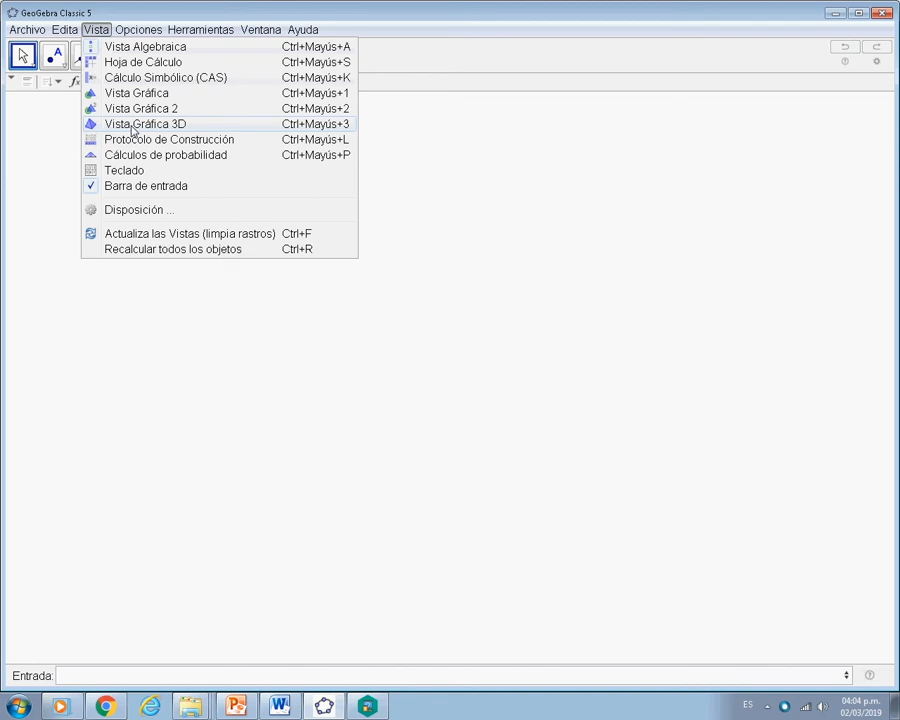 GeoGebra Classic 5
Archivo Edita Vista Opciones Herramientas Ventana Ayuda
Vista Algebraica Ctrl+Mayús+A
Hoja de Cálculo Ctrl+Mayús+S
Cálculo Simbólico (CAS) Ctrl+Mayús+K
Vista Gráfica Ctrl+Mayús+1
Vista Gráfica 2 Ctrl+Mayús+2
Vista Gráfica 3D Ctrl+Mayús+3
Protocolo de Construcción Ctrl+Mayús+L
Cálculos de probabilidad Ctrl+Mayús+P
Teclado
Barra de entrada
Disposición ...
Actualiza las Vistas (limpia rastros) Ctrl+F
Recalcular todos los objetos Ctrl+R
Entrada:
ES 04:04 p.m.
02/03/2019